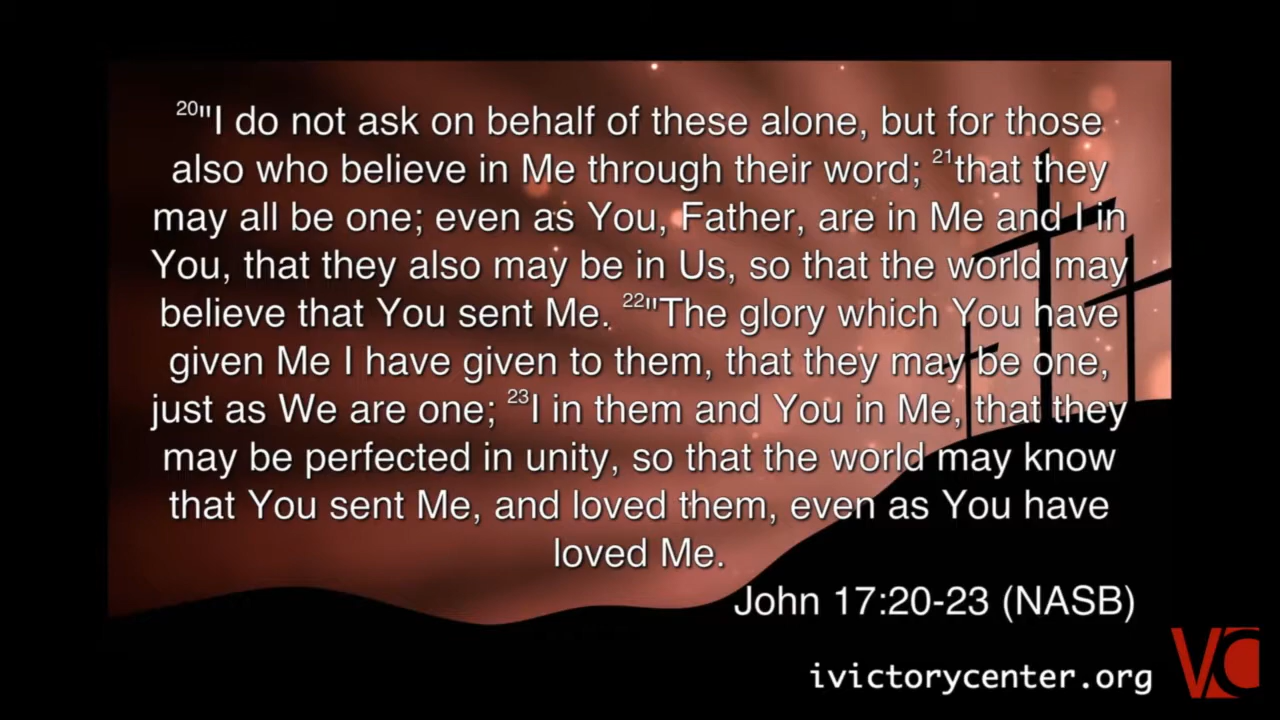 ²⁰"I do not ask on behalf of these alone, but for those
also who believe in Me through their word; ²¹that they
may all be one; even as You, Father, are in Me and I in
You, that they also may be in Us, so that the world may
believe that You sent Me. ²²"The glory which You have
given Me I have given to them, that they may be one,
just as We are one; ²³I in them and You in Me, that they
may be perfected in unity, so that the world may know
that You sent Me, and loved them, even as You have
loved Me.
John 17:20-23 (NASB)
ivictorycenter.org
VC